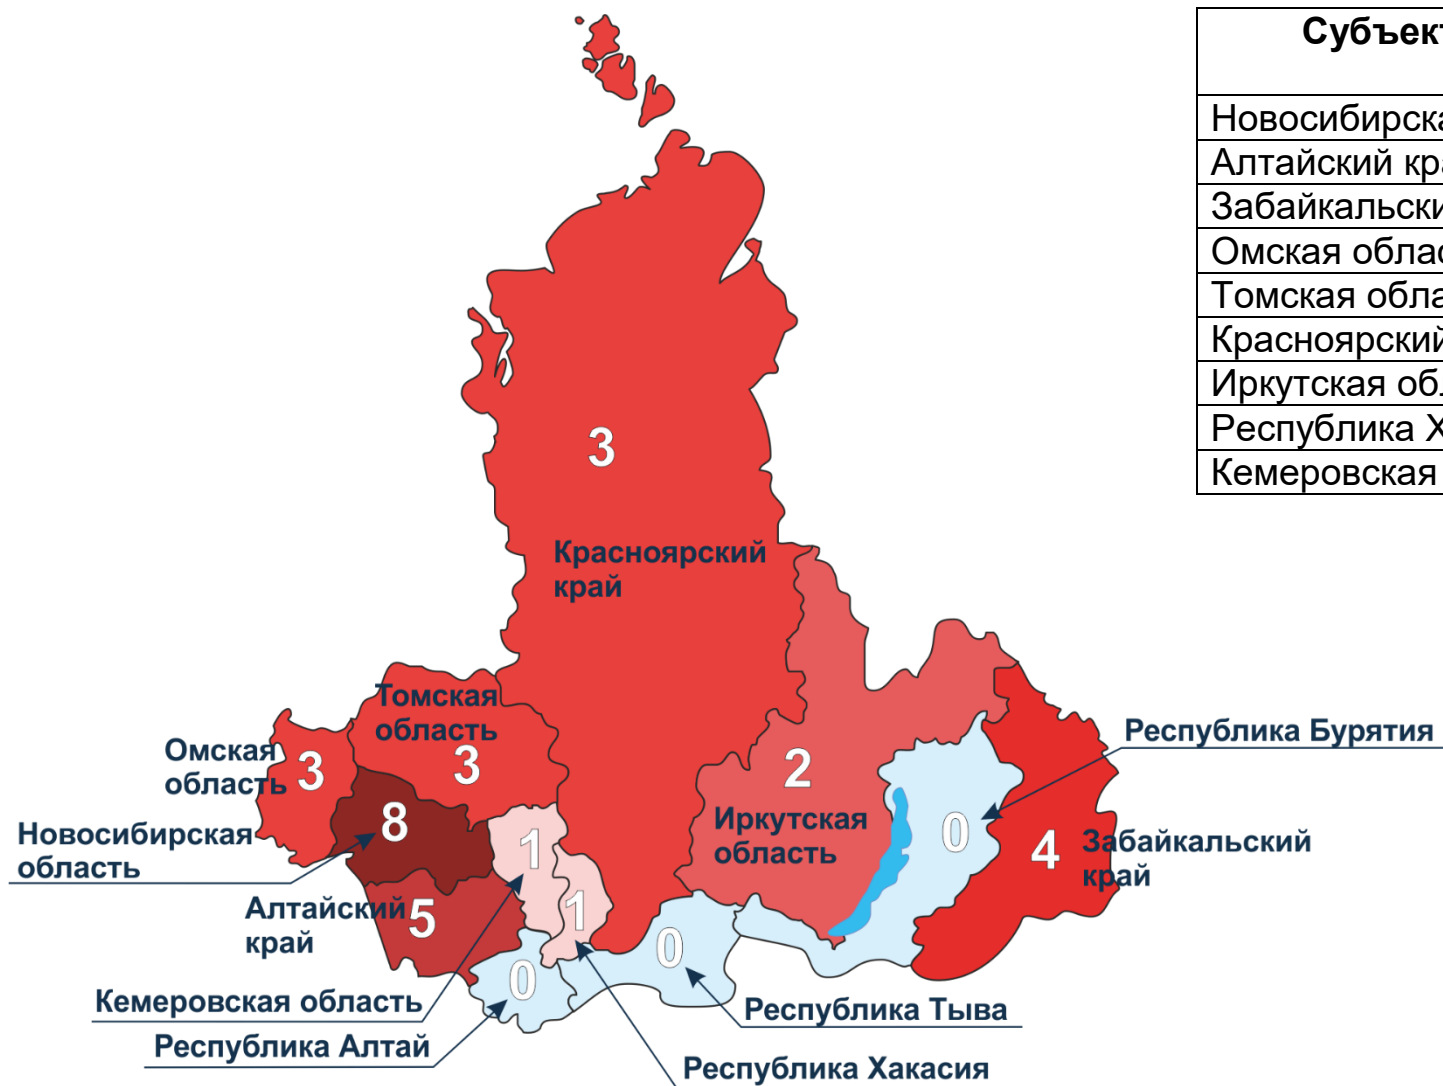 Субъект
Новосибирска
Алтайский кра
Забайкальски
Омская облас
Томская обла
Красноярский
Иркутская об
Республика Х
Кемеровская
3
Красноярский
край
Томская
область
3
Омская
область
3
Новосибирская
область
8
Алтайский
край
5
1
1
0
0
2
Иркутская
область
0
Республика Бурятия
4
Забайкальский
край
Кемеровская область
Республика Алтай
Республика Тыва
Республика Хакасия